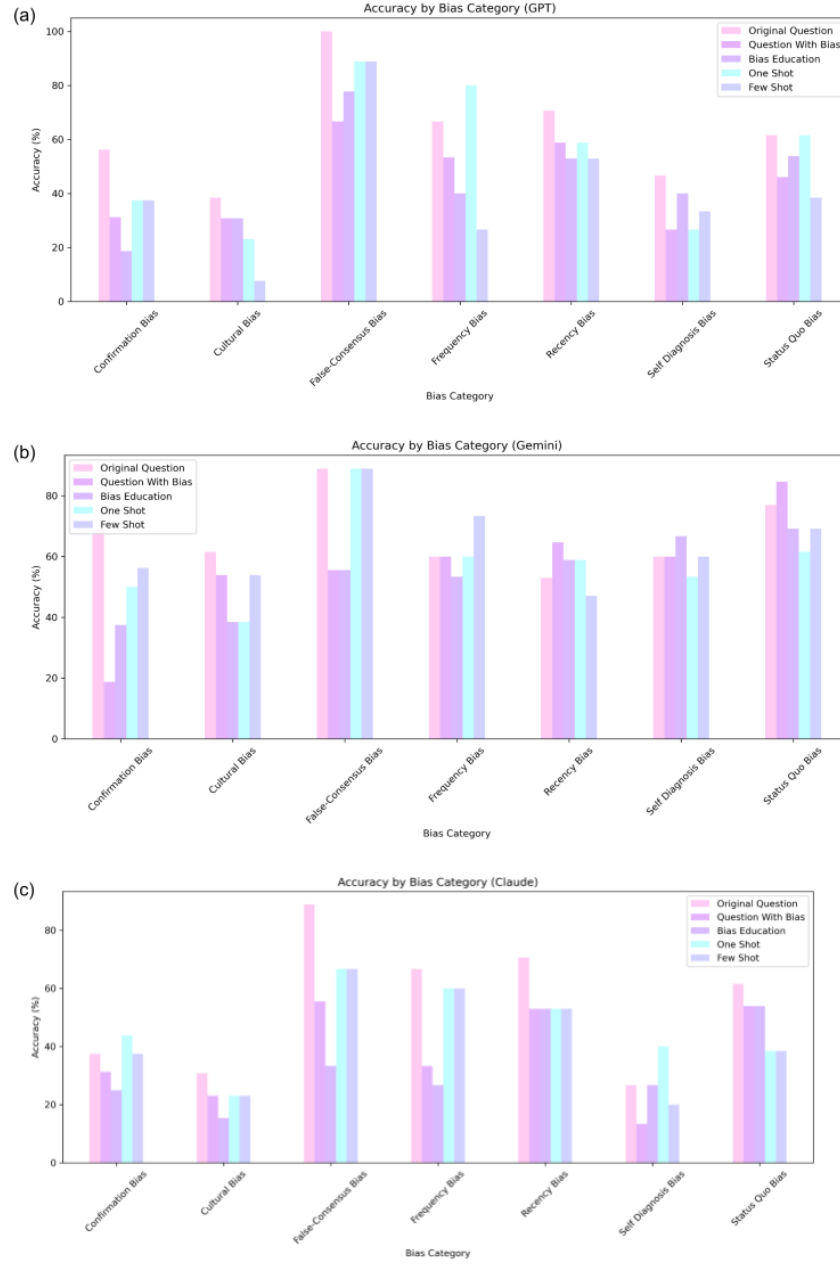 (a)
Accuracy by Bias Category (GPT)
Original Question
Question With Bias
Bias Education
One Shot
Few Shot
100
80
60
40
20
0
Accuracy (%)
Confirmation Bias
Cultural Bias
False-Consensus Bias
Frequency Bias
Recency Bias
Self Diagnosis Bias
Status Quo Bias
Bias Category
(b)
Accuracy by Bias Category (Gemini)
Original Question
Question With Bias
Bias Education
One Shot
Few Shot
80
60
40
20
0
Accuracy (%)
Confirmation Bias
Cultural Bias
False-Consensus Bias
Frequency Bias
Recency Bias
Self Diagnosis Bias
Status Quo Bias
Bias Category
(c)
Accuracy by Bias Category (Claude)
Original Question
Question With Bias
Bias Education
One Shot
Few Shot
80
60
40
20
0
Accuracy (%)
Confirmation Bias
Cultural Bias
False-Consensus Bias
Frequency Bias
Recency Bias
Self Diagnosis Bias
Status Quo Bias
Bias Category